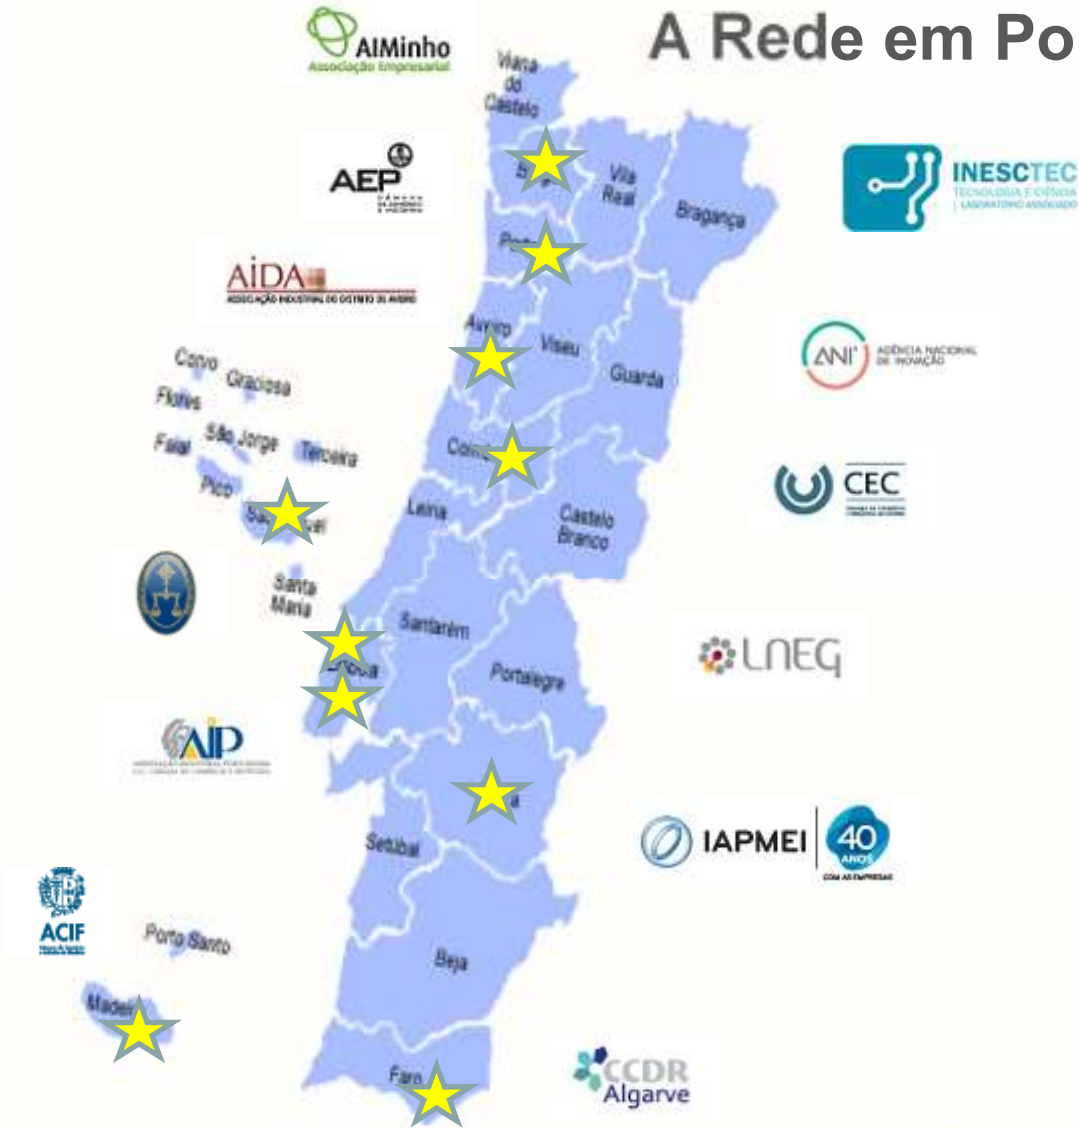 A Rede em Po
AIMinho
Associação Empresarial
Viana
do
Castelo
AEP
Vila
Real
Bragança
INESCTEC
TECNOLOGIA E CIÊNCIA
LABORATÓRIO ASSOCIADO
AIDA
ASSOCIAÇÃO INDUSTRIAL DO DISTRITO DE AVEIRO
Aveiro
Viseu
Guarda
ANI
AGÊNCIA NACIONAL
DE INOVAÇÃO
Corvo
Graciosa
Flores
São Jorge
Faial
Terceira
Pico
CEC
Leiria
Castelo
Branco
Santa
Maria
Santarém
Portalegre
LNEG
AIP
Setúbal
IAPMEI
40
ANOS
COM AS EMPRESAS
ACIF
Porto Santo
Beja
Madei
Faro
CCDR
Algarve